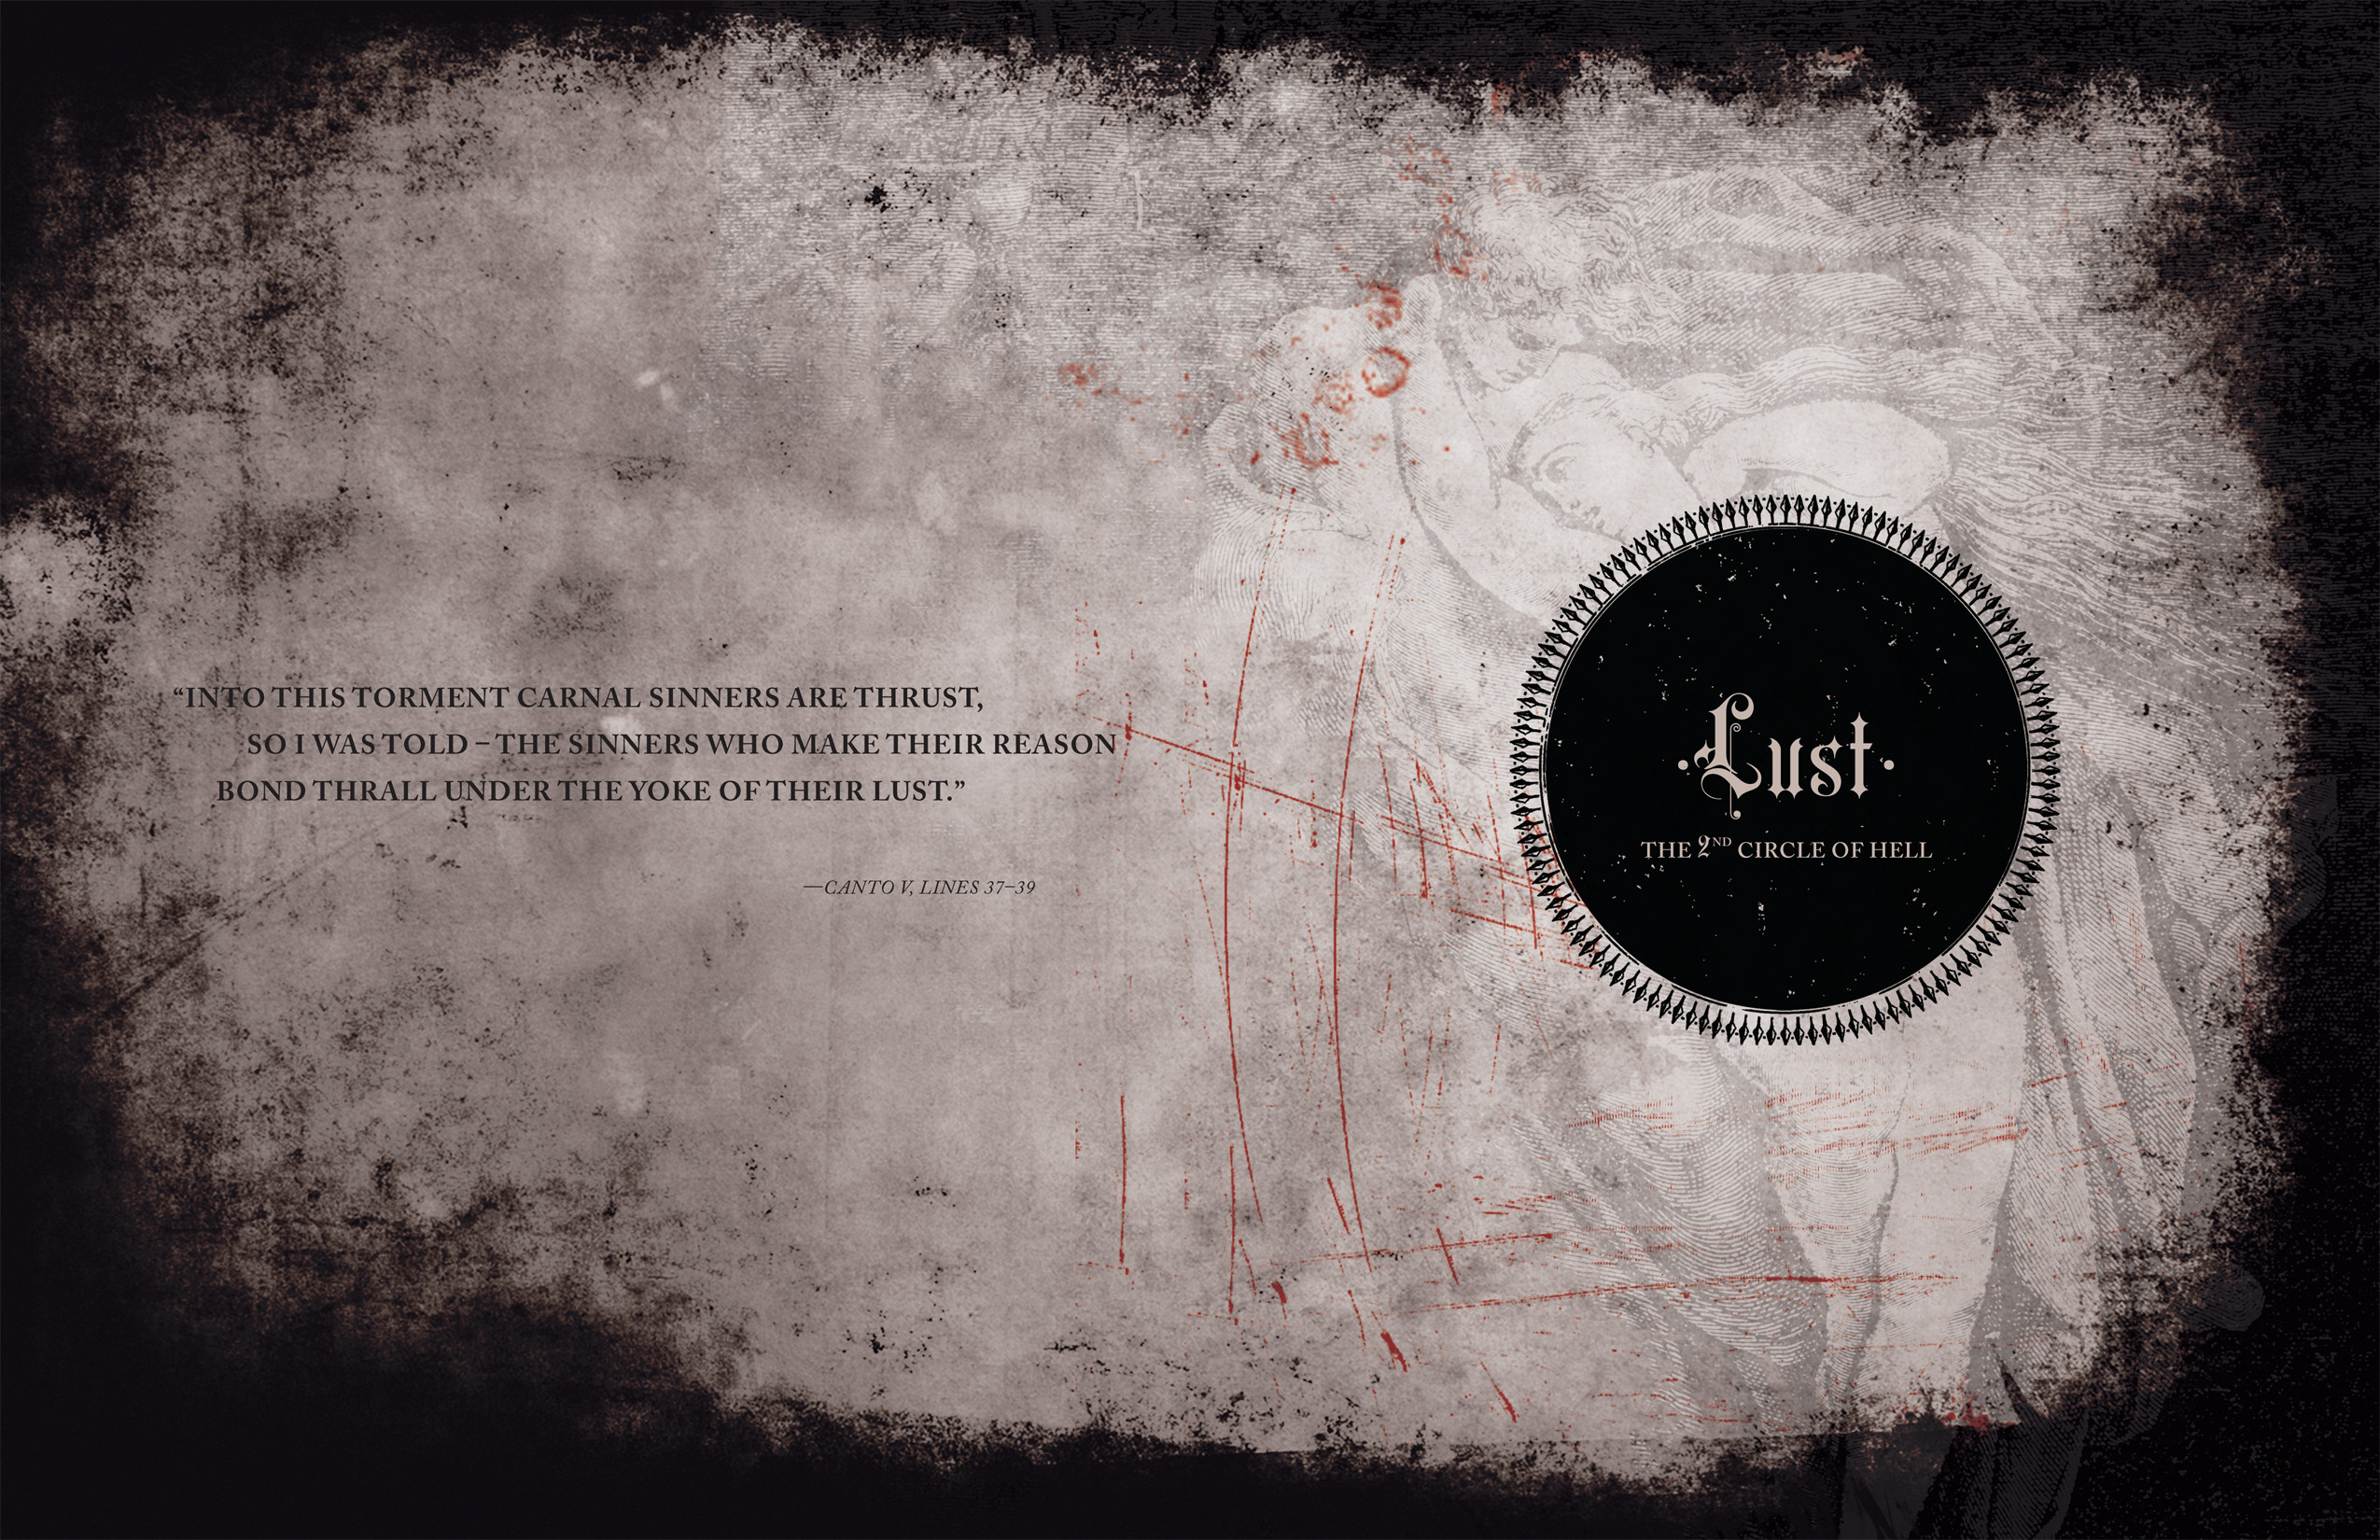 “INTO THIS TORMENT CARNAL SINNERS ARE THRUST,
SO I WAS TOLD – THE SINNERS WHO MAKE THEIR REASON
BOND THRALL UNDER THE YOKE OF THEIR LUST.”
—CANTO V, LINES 37–39
·Lust·
THE 2ND CIRCLE OF HELL